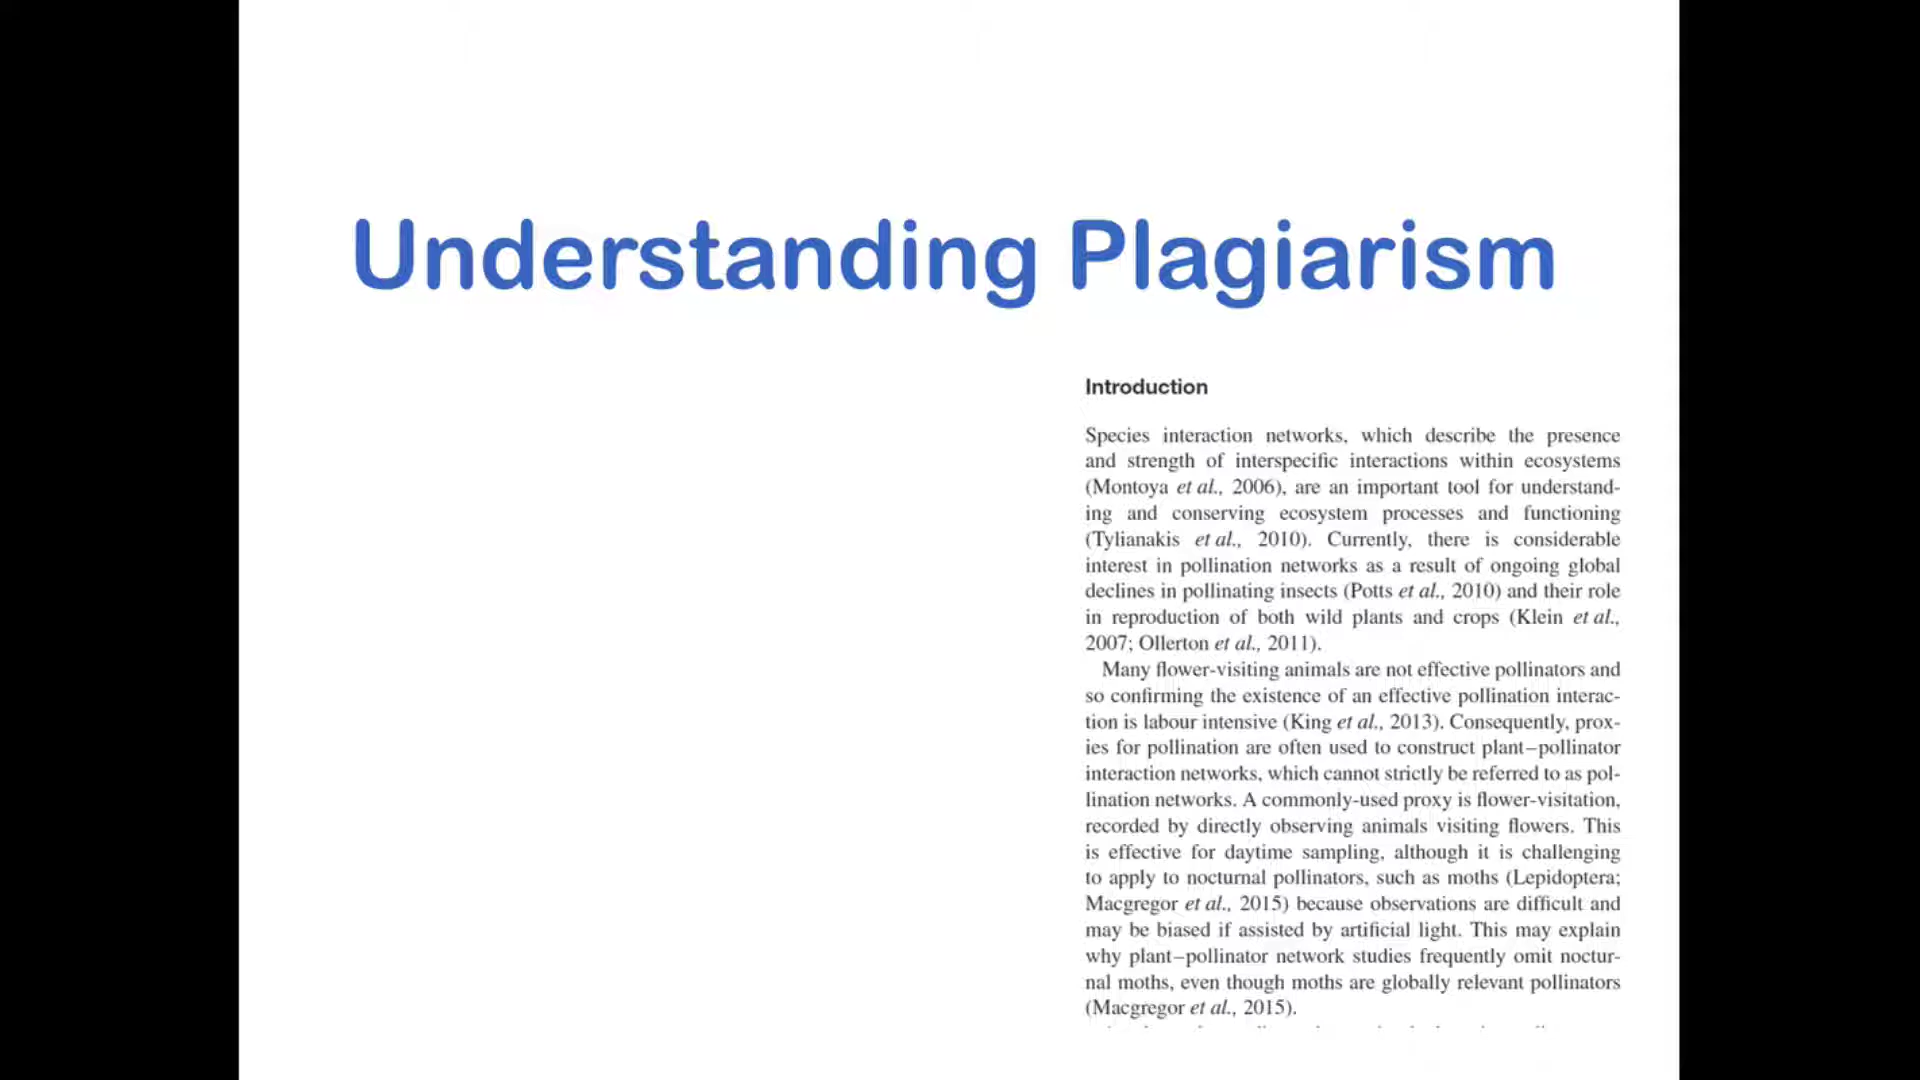 Understanding Plagiarism
Introduction
Species interaction networks, which describe the presence
and strength of interspecific interactions within ecosystems
(Montoya et al., 2006), are an important tool for understand-
ing and conserving ecosystem processes and functioning
(Tylianakis et al., 2010). Currently, there is considerable
interest in pollination networks as a result of ongoing global
declines in pollinating insects (Potts et al., 2010) and their role
in reproduction of both wild plants and crops (Klein et al.,
2007; Ollerton et al., 2011).
Many flower-visiting animals are not effective pollinators and
so confirming the existence of an effective pollination interac-
tion is labour intensive (King et al., 2013). Consequently, prox-
ies for pollination are often used to construct plant–pollinator
interaction networks, which cannot strictly be referred to as pol-
lination networks. A commonly-used proxy is flower-visitation,
recorded by directly observing animals visiting flowers. This
is effective for daytime sampling, although it is challenging
to apply to nocturnal pollinators, such as moths (Lepidoptera;
Macgregor et al., 2015) because observations are difficult and
may be biased if assisted by artificial light. This may explain
why plant–pollinator network studies frequently omit noctur-
nal moths, even though moths are globally relevant pollinators
(Macgregor et al., 2015).